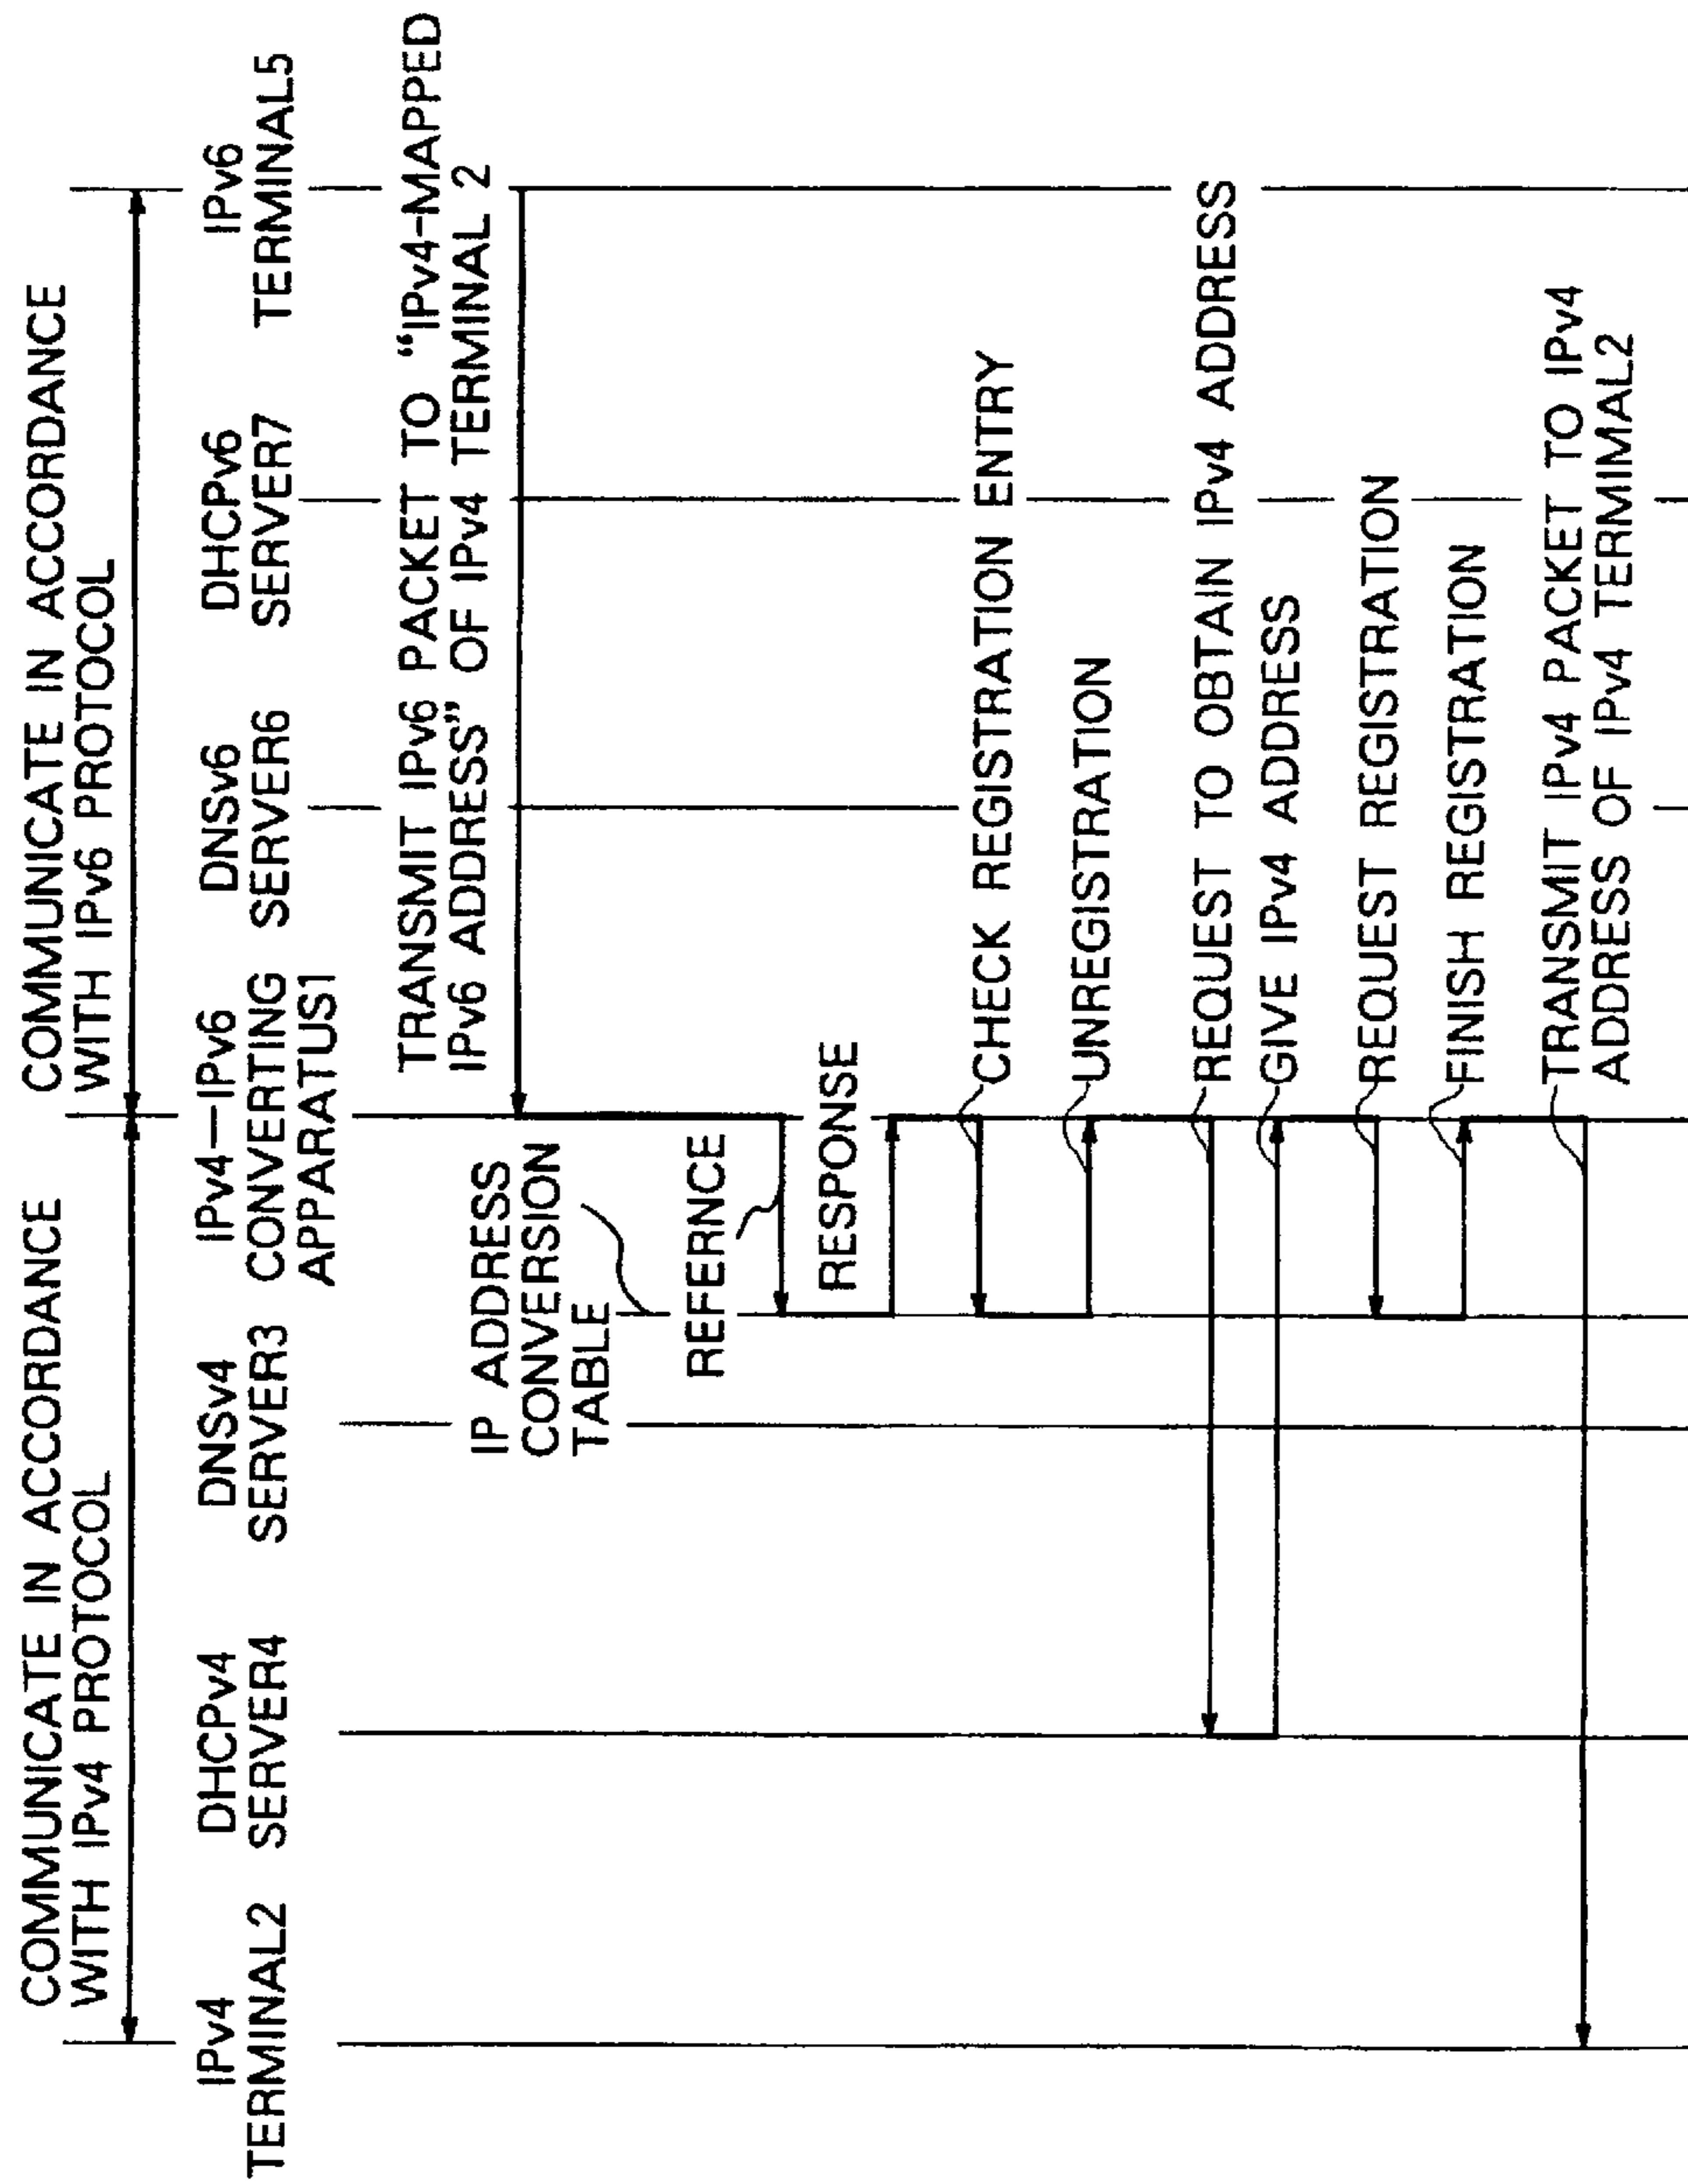 COMMUNICATE IN ACCORDANCE
WITH IPv4 PROTOCOL
COMMUNICATE IN ACCORDANCE
WITH IPv6 PROTOCOL
IPv4
TERMINAL2
DHCPv4
SERVER4
DNSv4
SERVER3
IPv4—IPv6
CONVERTING
APPARATUS1
DNSv6
SERVER6
DHCPv6
SERVER7
IPv6
TERMINAL5
TRANSMIT IPv6 PACKET TO "IPv4-MAPPED
IPv6 ADDRESS" OF IPv4 TERMINAL 2
IP ADDRESS
CONVERSION
TABLE
REFERNCE
RESPONSE
CHECK REGISTRATION ENTRY
UNREGISTRATION
REQUEST TO OBTAIN IPv4 ADDRESS
GIVE IPv4 ADDRESS
REQUEST REGISTRATION
FINISH REGISTRATION
TRANSMIT IPv4 PACKET TO IPv4
ADDRESS OF IPv4 TERMIMAL2